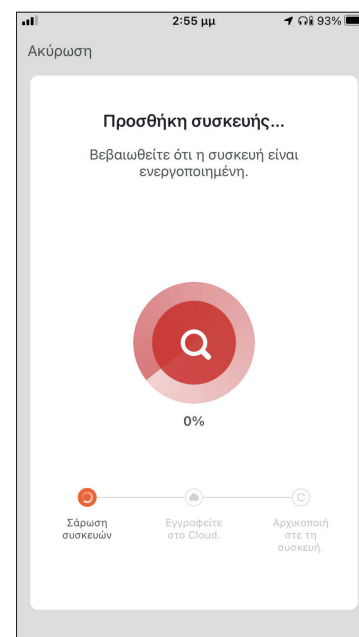 2:55 μμ
93%
Ακύρωση
Προσθήκη συσκευής...
Βεβαιωθείτε ότι η συσκευή είναι
ενεργοποιημένη.
0%
Σάρωση
συσκευών
Εγγραφείτε
στο Cloud.
Αρχικοποιή
στε τη
συσκευή.